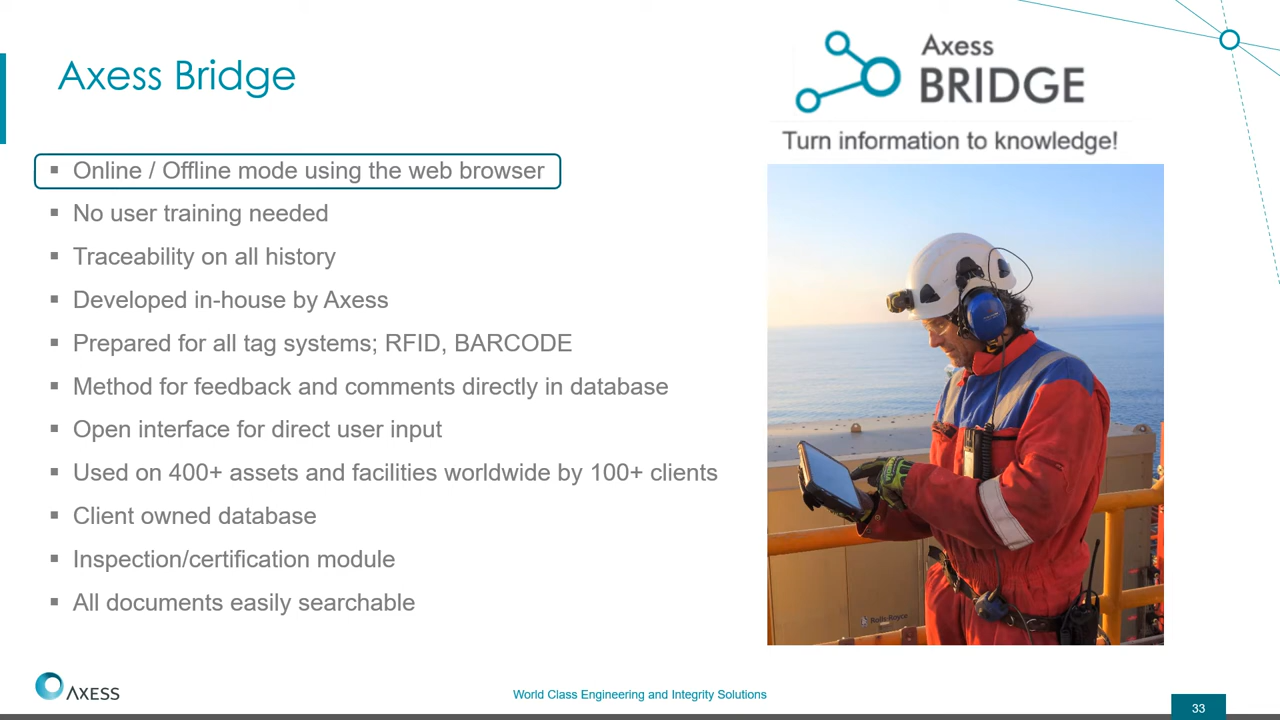 Axess Bridge
Axess
BRIDGE
Turn information to knowledge!
Online / Offline mode using the web browser
No user training needed
Traceability on all history
Developed in-house by Axess
Prepared for all tag systems; RFID, BARCODE
Method for feedback and comments directly in database
Open interface for direct user input
Used on 400+ assets and facilities worldwide by 100+ clients
Client owned database
Inspection/certification module
All documents easily searchable
Rolls Royce
AXESS
World Class Engineering and Integrity Solutions
33